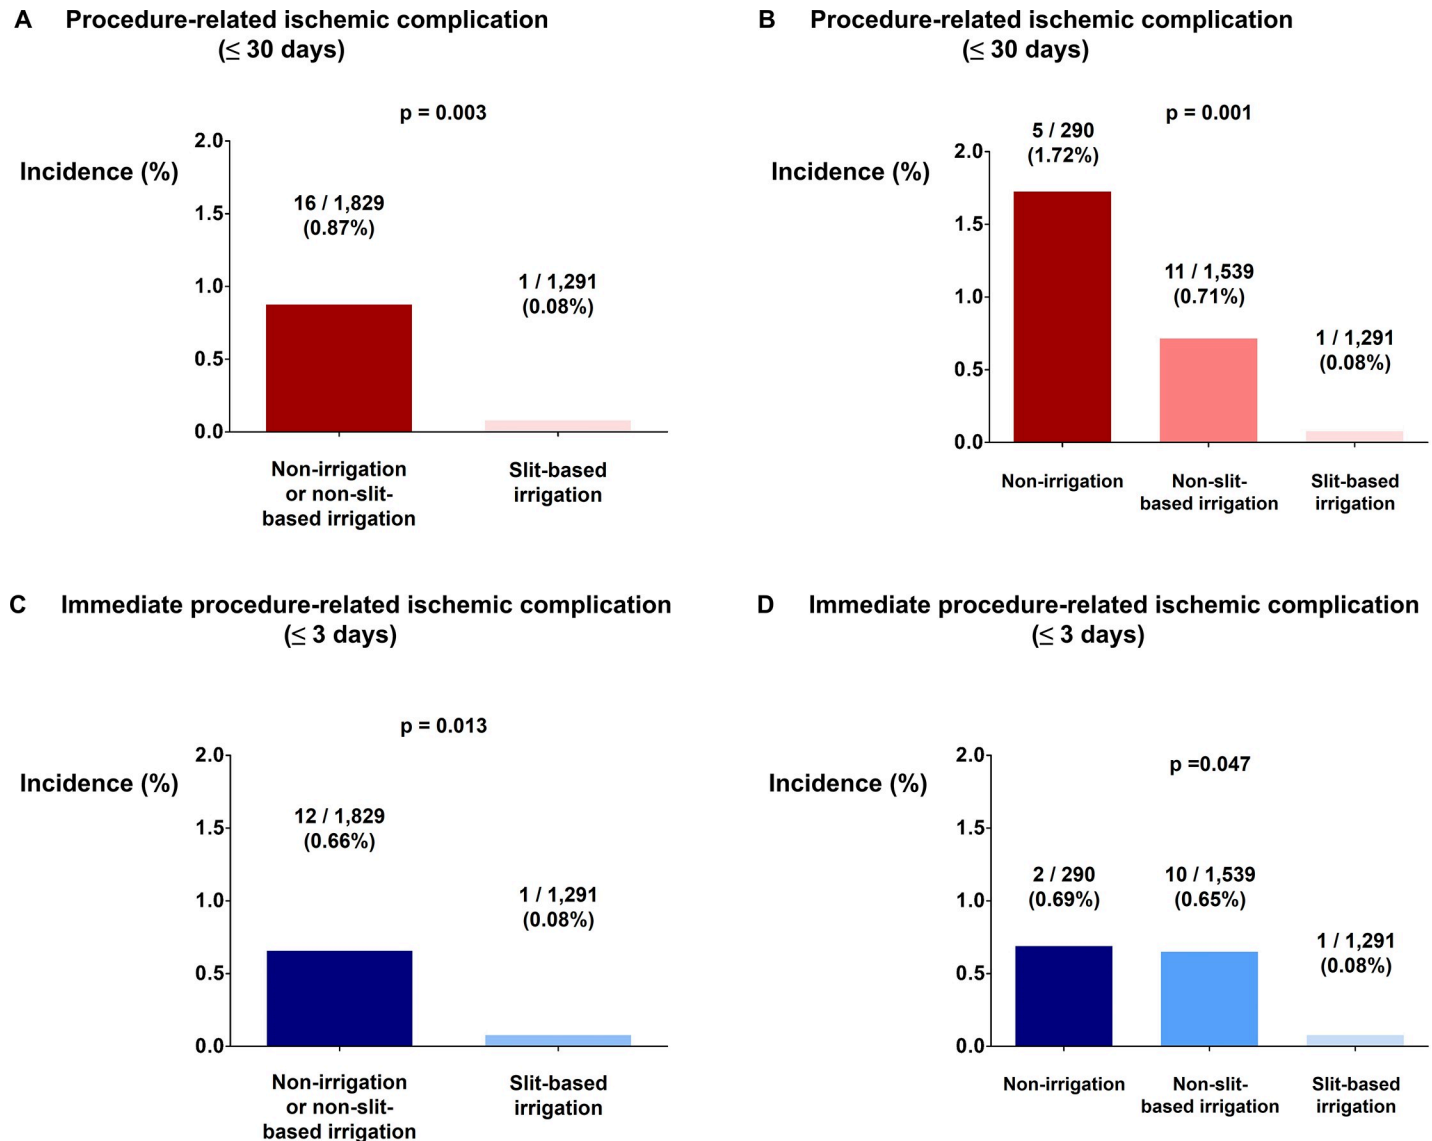 A Procedure-related ischemic complication
(≤ 30 days)
p = 0.003
Incidence (%)
2.0
1.5
1.0
0.5
0.0
16 / 1,829
(0.87%)
1 / 1,291
(0.08%)
Non-irrigation
or non-slit-
based irrigation
Slit-based
irrigation
B Procedure-related ischemic complication
(≤ 30 days)
p = 0.001
Incidence (%)
2.0
1.5
1.0
0.5
0.0
5 / 290
(1.72%)
11 / 1,539
(0.71%)
1 / 1,291
(0.08%)
Non-irrigation
Non-slit-
based irrigation
Slit-based
irrigation
C Immediate procedure-related ischemic complication
(≤ 3 days)
p = 0.013
Incidence (%)
2.0
1.5
1.0
0.5
0.0
12 / 1,829
(0.66%)
1 / 1,291
(0.08%)
Non-irrigation
or non-slit-
based irrigation
Slit-based
irrigation
D Immediate procedure-related ischemic complication
(≤ 3 days)
p =0.047
Incidence (%)
2.0
1.5
1.0
0.5
0.0
2 / 290
(0.69%)
10 / 1,539
(0.65%)
1 / 1,291
(0.08%)
Non-irrigation
Non-slit-
based irrigation
Slit-based
irrigation